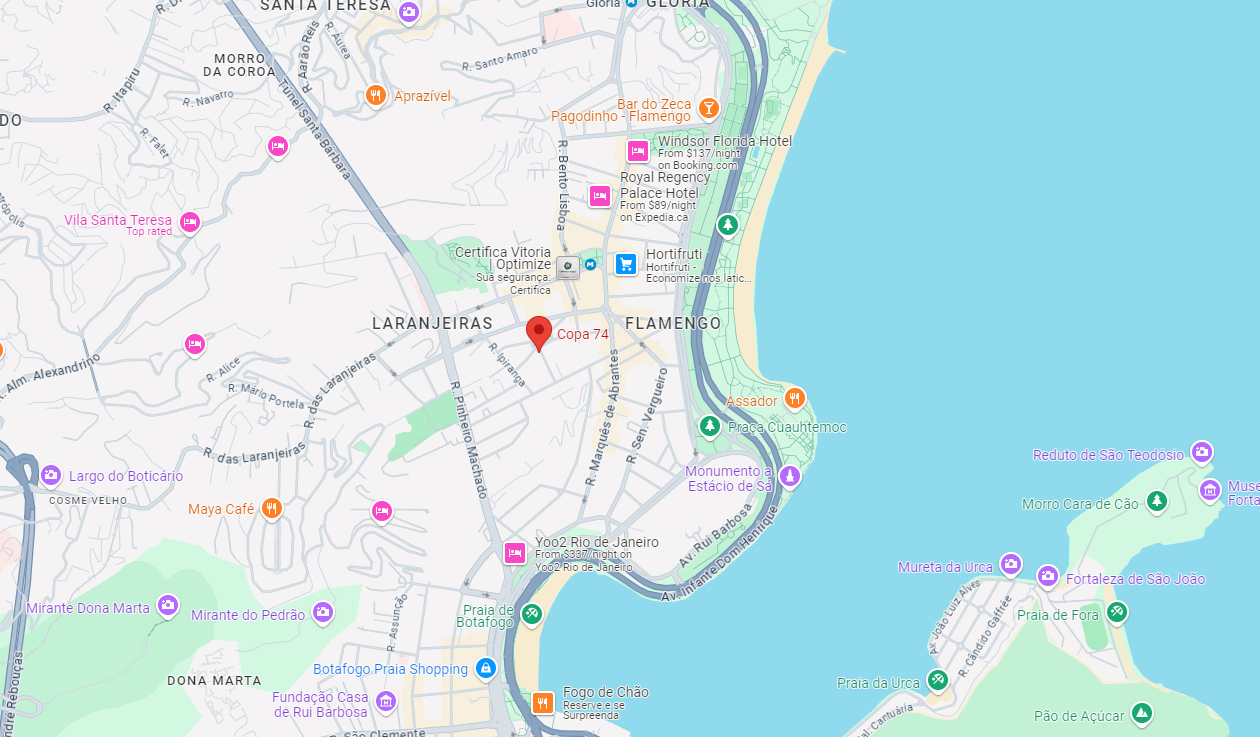 SANTA TERESA
Gloria
GLORIA
MORRO
DA COROA
R. Aarão Reis
R. Áurea
R. Santo Amaro
R. Itapiru
R. Navarro
Aprazível
Túnel Santa Bárbara
R. Falet
DO
Bar do Zeca
Pagodinho - Flamengo
Windsor Florida Hotel
From $137/night
on Booking.com
R. Bento Lisboa
Royal Regency
Palace Hotel
From $89/night
on Expedia.ca
Vila Santa Teresa
Top rated
Certifica Vitoria
| Optimize
Sua segurança:
Certifica
Hortifruti
Hortifruti -
Economize nos latic...
LARANJEIRAS
FLAMENGO
Copa 74
R. Alm. Alexandrino
R. Alice
R. Mário Portela
R. das Laranjeiras
R. Ipiranga
R. Pinheiro Machado
R. Marquês de Abrantes
R. Sen. Vergueiro
Assador
Praça Cuauhtemoc
R. das Laranjeiras
Largo do Boticário
COSME VELHO
Maya Café
Monumento a
Estácio de Sá
Reduto de São Teodósio
Morro Cara de Cão
Av. Rui Barbosa
Av. Infante Dom Henrique
Yoo2 Rio de Janeiro
From $337/night on
Yoo2 Rio de Janeiro
Mureta da Urca
Fortaleza de São João
Mirante Dona Marta
Mirante do Pedrão
R. Assunção
Praia de
Botafogo
Av. João Luiz Alves
R. Cândido Gaffrée
Praia de Fora
Botafogo Praia Shopping
DONA MARTA
Fundação Casa
de Rui Barbosa
Fogo de Chão
Reserve e se
Surpreenda
Praia da Urca
Pão de Açúcar
São Clemente